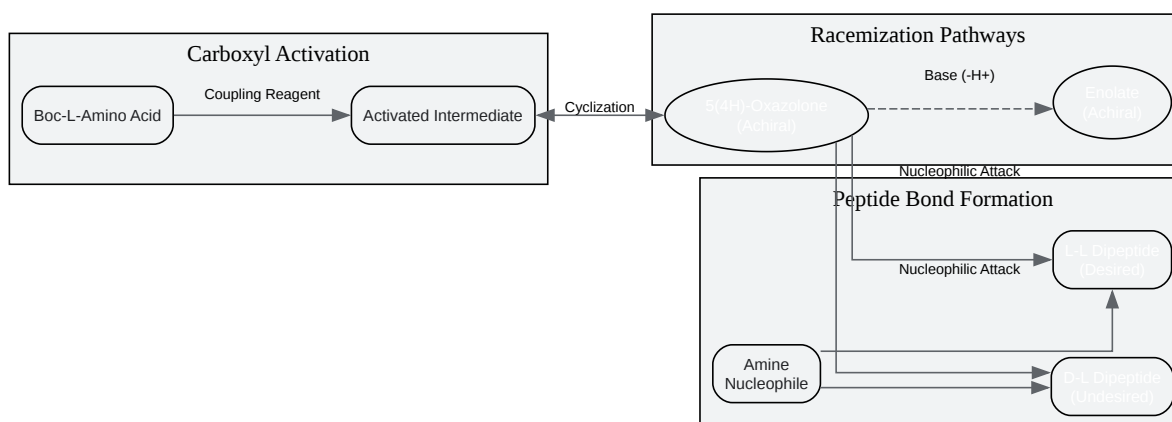 Carboxyl Activation
Boc-L-Amino Acid
Coupling Reagent
Activated Intermediate
Cyclization
Racemization Pathways
5(4H)-Oxazolone
(Achiral)
Base (-H+)
Enolate
(Achiral)
Nucleophilic Attack
Peptide Bond Formation
Nucleophilic Attack
L-L Dipeptide
(Desired)
Amine
Nucleophile
D-L Dipeptide
(Undesired)